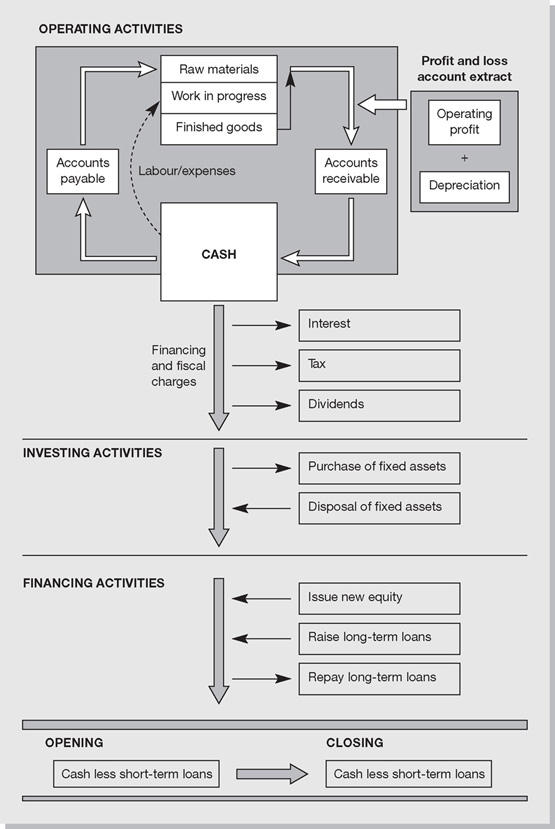 OPERATING ACTIVITIES
Profit and loss
account extract
Raw materials
Work in progress
Finished goods
Operating
profit
+
Depreciation
Accounts
payable
Labour/expenses
Accounts
receivable
CASH
Financing
and fiscal
charges
Interest
Tax
Dividends
INVESTING ACTIVITIES
Purchase of fixed assets
Disposal of fixed assets
FINANCING ACTIVITIES
Issue new equity
Raise long-term loans
Repay long-term loans
OPENING
CLOSING
Cash less short-term loans
Cash less short-term loans